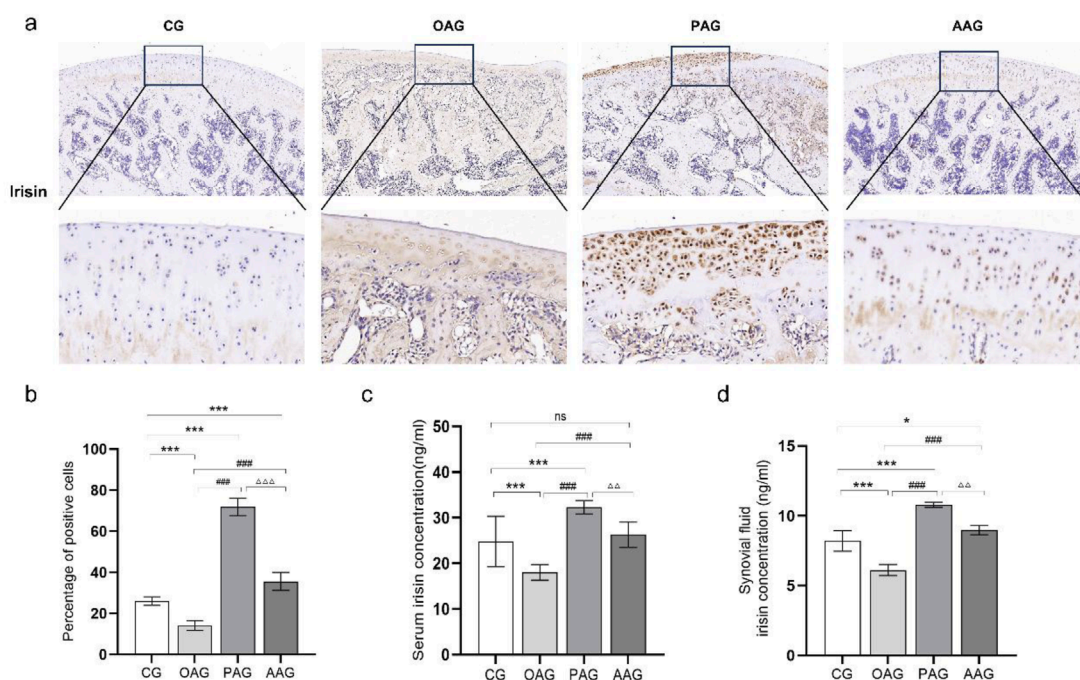 a
CG OAG PAG AAG
Irisin
b
Percentage of positive cells
100
80
60
40
20
0
***
***
***
###
###
△△△
CG OAG PAG AAG
c
Serum irisin concentration(ng/ml)
50
40
30
20
10
0
ns
###
***
***
###
△△
CG OAG PAG AAG
d
Synovial fluid
irisin concentration (ng/ml)
15
10
5
0
*
###
***
***
###
△△
CG OAG PAG AAG